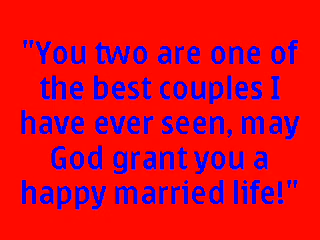 "You two are one of
the best couples I
have ever seen, may
God grant you a
happy married life!"